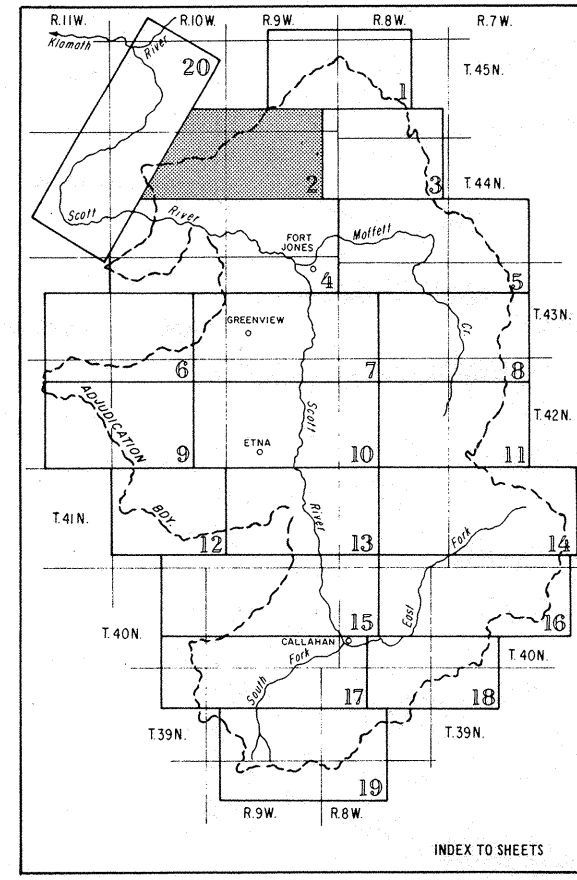 R.11W. R.10W. R.9W. R.8W. R.7W.
Klamath River
20
T.45N.
1
2
3
T.44N.
Scott River
FORT JONES
Moffett
4
5
GREENVIEW
Cr.
T.43N.
6
7
8
ADJUDICATION BDY.
Scott River
T.42N.
ETNA
9
10
11
T.41N.
12
13
East Fork
14
15
16
T.40N.
CALLAHAN
South Fork
T.40N.
17
18
T.39N.
T.39N.
19
R.9W. R.8W.
INDEX TO SHEETS